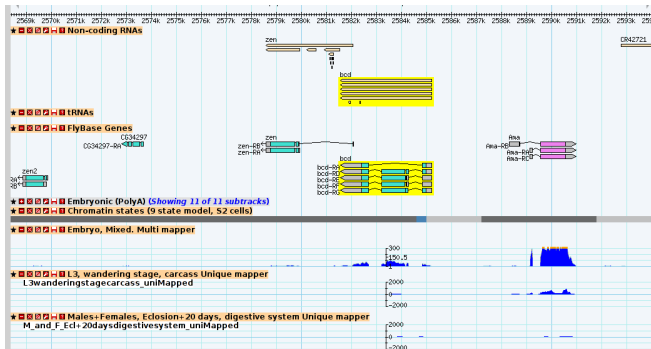 2569k 2570k 2571k 2572k 2573k 2574k 2575k 2576k 2577k 2578k 2579k 2580k 2581k 2582k 2583k 2584k 2585k 2586k 2587k 2588k 2589k 2590k 2591k 2592k 2593k
Non-coding RNAs
zen
CR42721
bcd
tRNAs
FlyBase Genes
CG34297
CG34297-RA
zen
zen-RB
zen-RA
Ama
Ama-RB
Ama-RA
Ama-RC
bcd
bcd-RA
bcd-RD
bcd-RE
bcd-RF
bcd-RG
zen2
RA
RB
Embryonic (PolyA) (Showing 11 of 11 subtracks)
Chromatin states (9 state model, S2 cells)
Embryo, Mixed. Multi mapper
300
150.5
1
L3, wandering stage, carcass Unique mapper
L3wanderingstagecarcass_uniMapped
2000
0
-2000
Males+Females, Eclosion+20 days, digestive system Unique mapper
M_and_F_Ecl+20daysdigestivesystem_uniMapped
2000
0
-2000